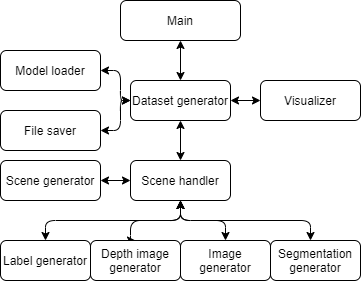 Main
Model loader
Dataset generator
Visualizer
File saver
Scene generator
Scene handler
Label generator
Depth image
generator
Image
generator
Segmentation
generator